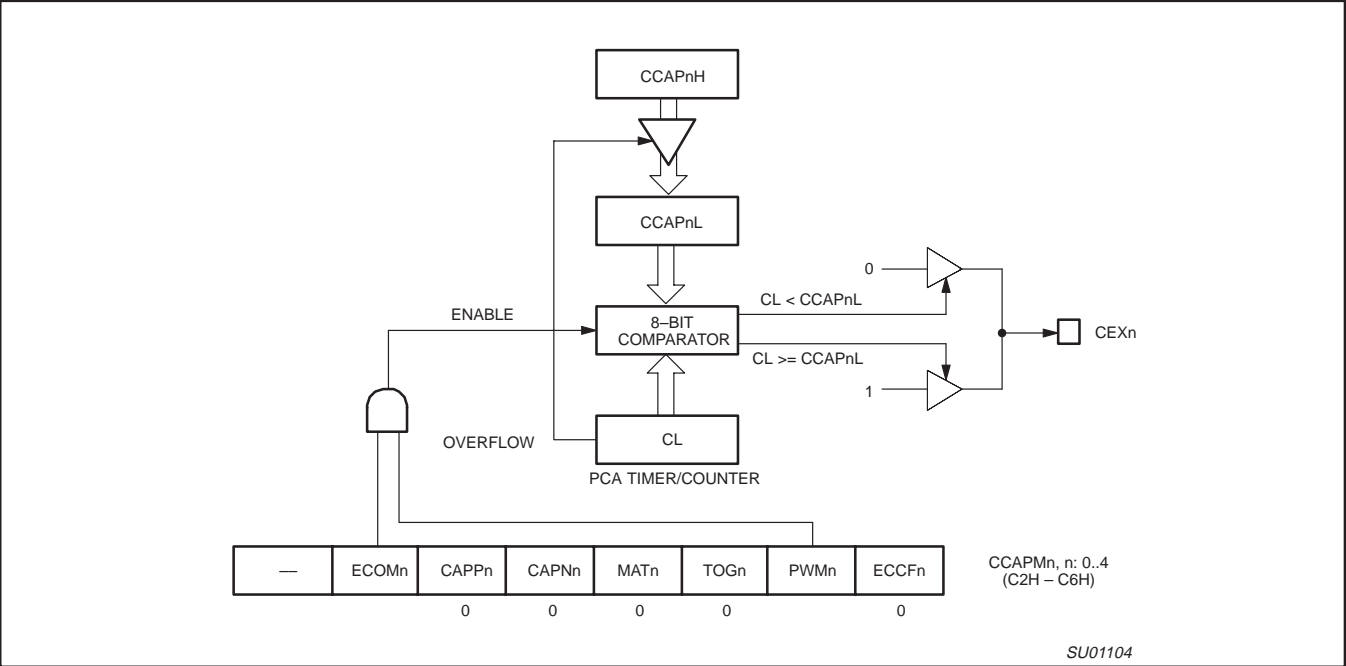 CCAPnH
CCAPnL
0
CL < CCAPnL
ENABLE
8–BIT
COMPARATOR
CEXn
CL >= CCAPnL
1
OVERFLOW
CL
PCA TIMER/COUNTER
— ECOMn CAPPn CAPNn MATn TOGn PWMn ECCFn
CCAPMn, n: 0..4
(C2H – C6H)
0 0 0 0 0
SU01104